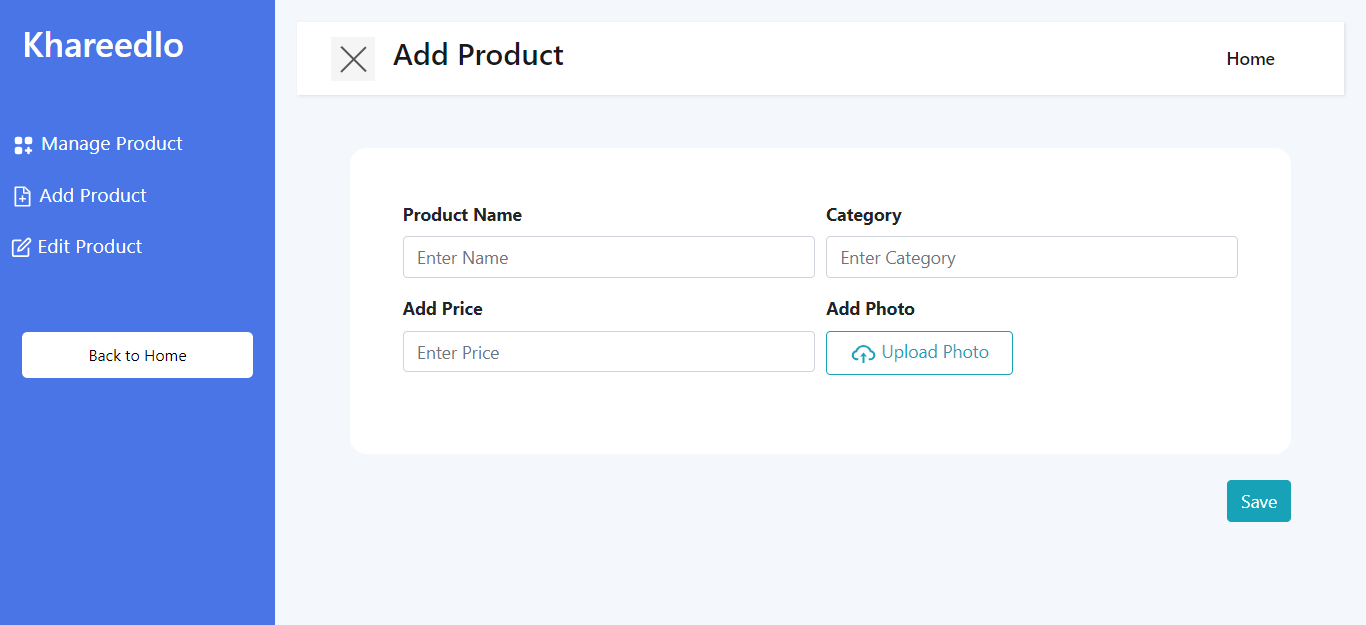 Khareedlo
Manage Product
Add Product
Edit Product
Back to Home
Add Product
Home
Product Name
Category
Enter Name
Enter Category
Add Price
Add Photo
Enter Price
Upload Photo
Save